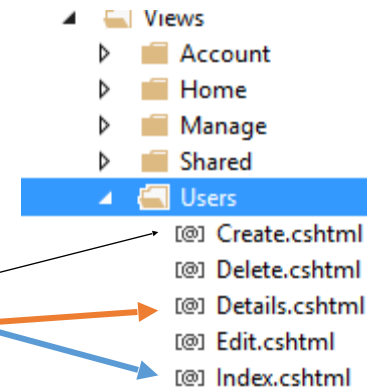 Views
Account
Home
Manage
Shared
Users
[@] Create.cshtml
[@] Delete.cshtml
[@] Details.cshtml
[@] Edit.cshtml
[@] Index.cshtml